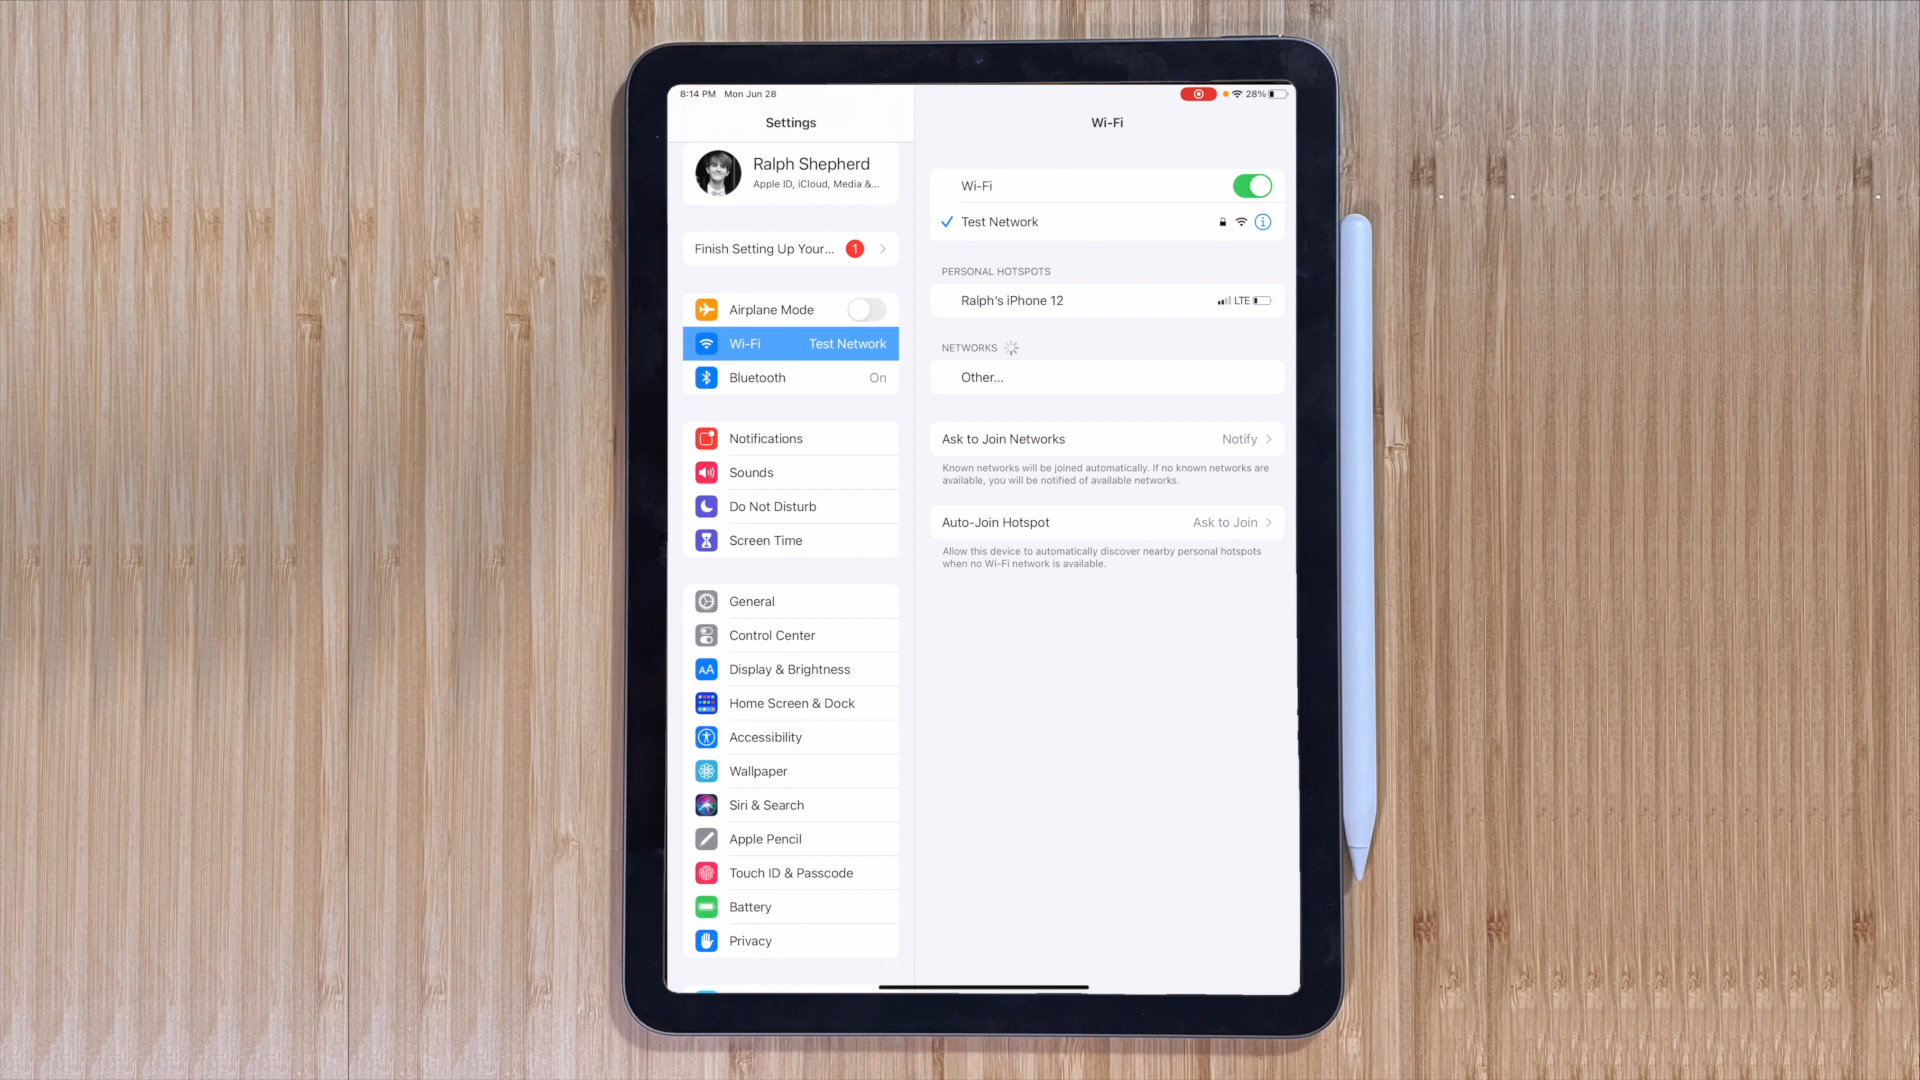 8:14 PM Mon Jun 28
28%
Settings
Ralph Shepherd
Apple ID, iCloud, Media &...
Finish Setting Up Your... 1
Airplane Mode
Wi-Fi Test Network
Bluetooth On
Notifications
Sounds
Do Not Disturb
Screen Time
General
Control Center
AA Display & Brightness
Home Screen & Dock
Accessibility
Wallpaper
Siri & Search
Apple Pencil
Touch ID & Passcode
Battery
Privacy
Wi-Fi
Wi-Fi
Test Network
PERSONAL HOTSPOTS
Ralph's iPhone 12 LTE
NETWORKS
Other...
Ask to Join Networks Notify
Known networks will be joined automatically. If no known networks are
available, you will be notified of available networks.
Auto-Join Hotspot Ask to Join
Allow this device to automatically discover nearby personal hotspots
when no Wi-Fi network is available.